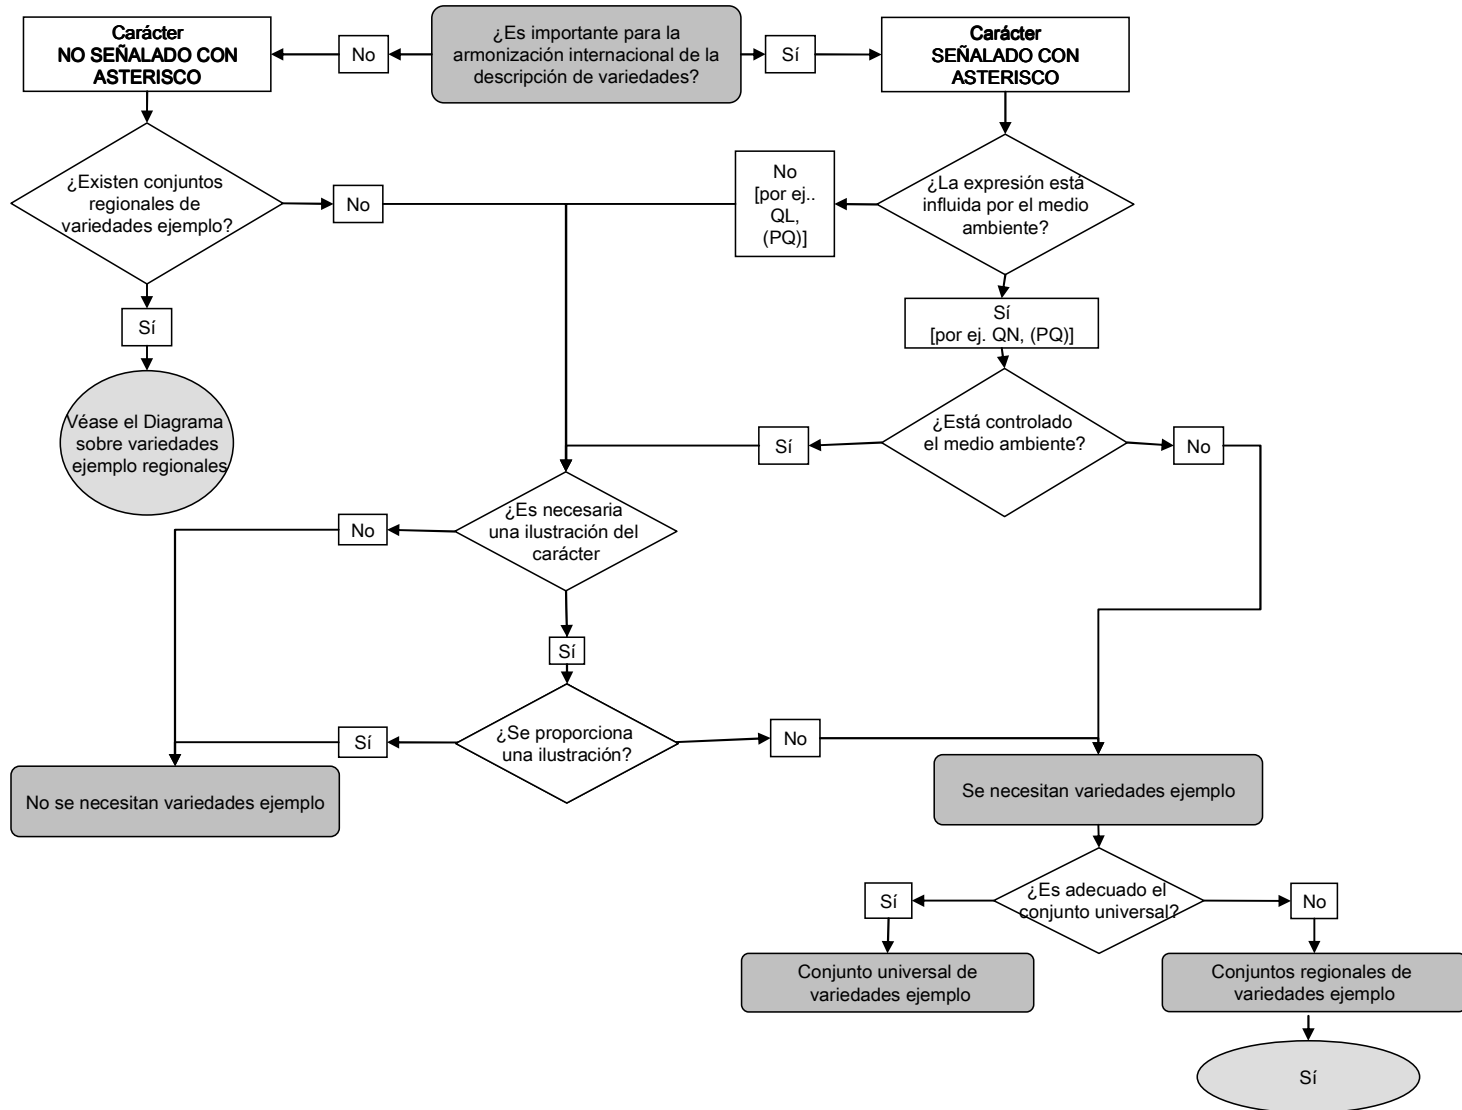 Carácter
NO SEÑALADO CON
ASTERISCO
No
¿Es importante para la
armonización internacional de la
descripción de variedades?
Sí
Carácter
SEÑALADO CON
ASTERISCO
¿Existen conjuntos
regionales de
variedades ejemplo?
No
No
[por ej..
QL,
(PQ)]
¿La expresión está
influida por el medio
ambiente?
Sí
Sí
[por ej. QN, (PQ)]
Véase el Diagrama
sobre variedades
ejemplo regionales
Sí
¿Está controlado
el medio ambiente?
No
No
¿Es necesaria
una ilustración del
carácter
Sí
Sí
¿Se proporciona
una ilustración?
No
No se necesitan variedades ejemplo
Se necesitan variedades ejemplo
Sí
¿Es adecuado el
conjunto universal?
No
Conjunto universal de
variedades ejemplo
Conjuntos regionales de
variedades ejemplo
Sí